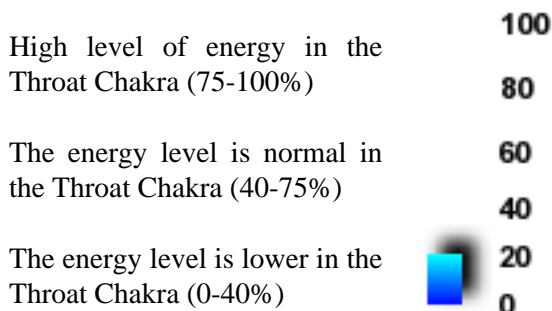 High level of energy in the
Throat Chakra (75-100%)
The energy level is normal in
the Throat Chakra (40-75%)
The energy level is lower in the
Throat Chakra (0-40%)
100
80
60
40
20
0